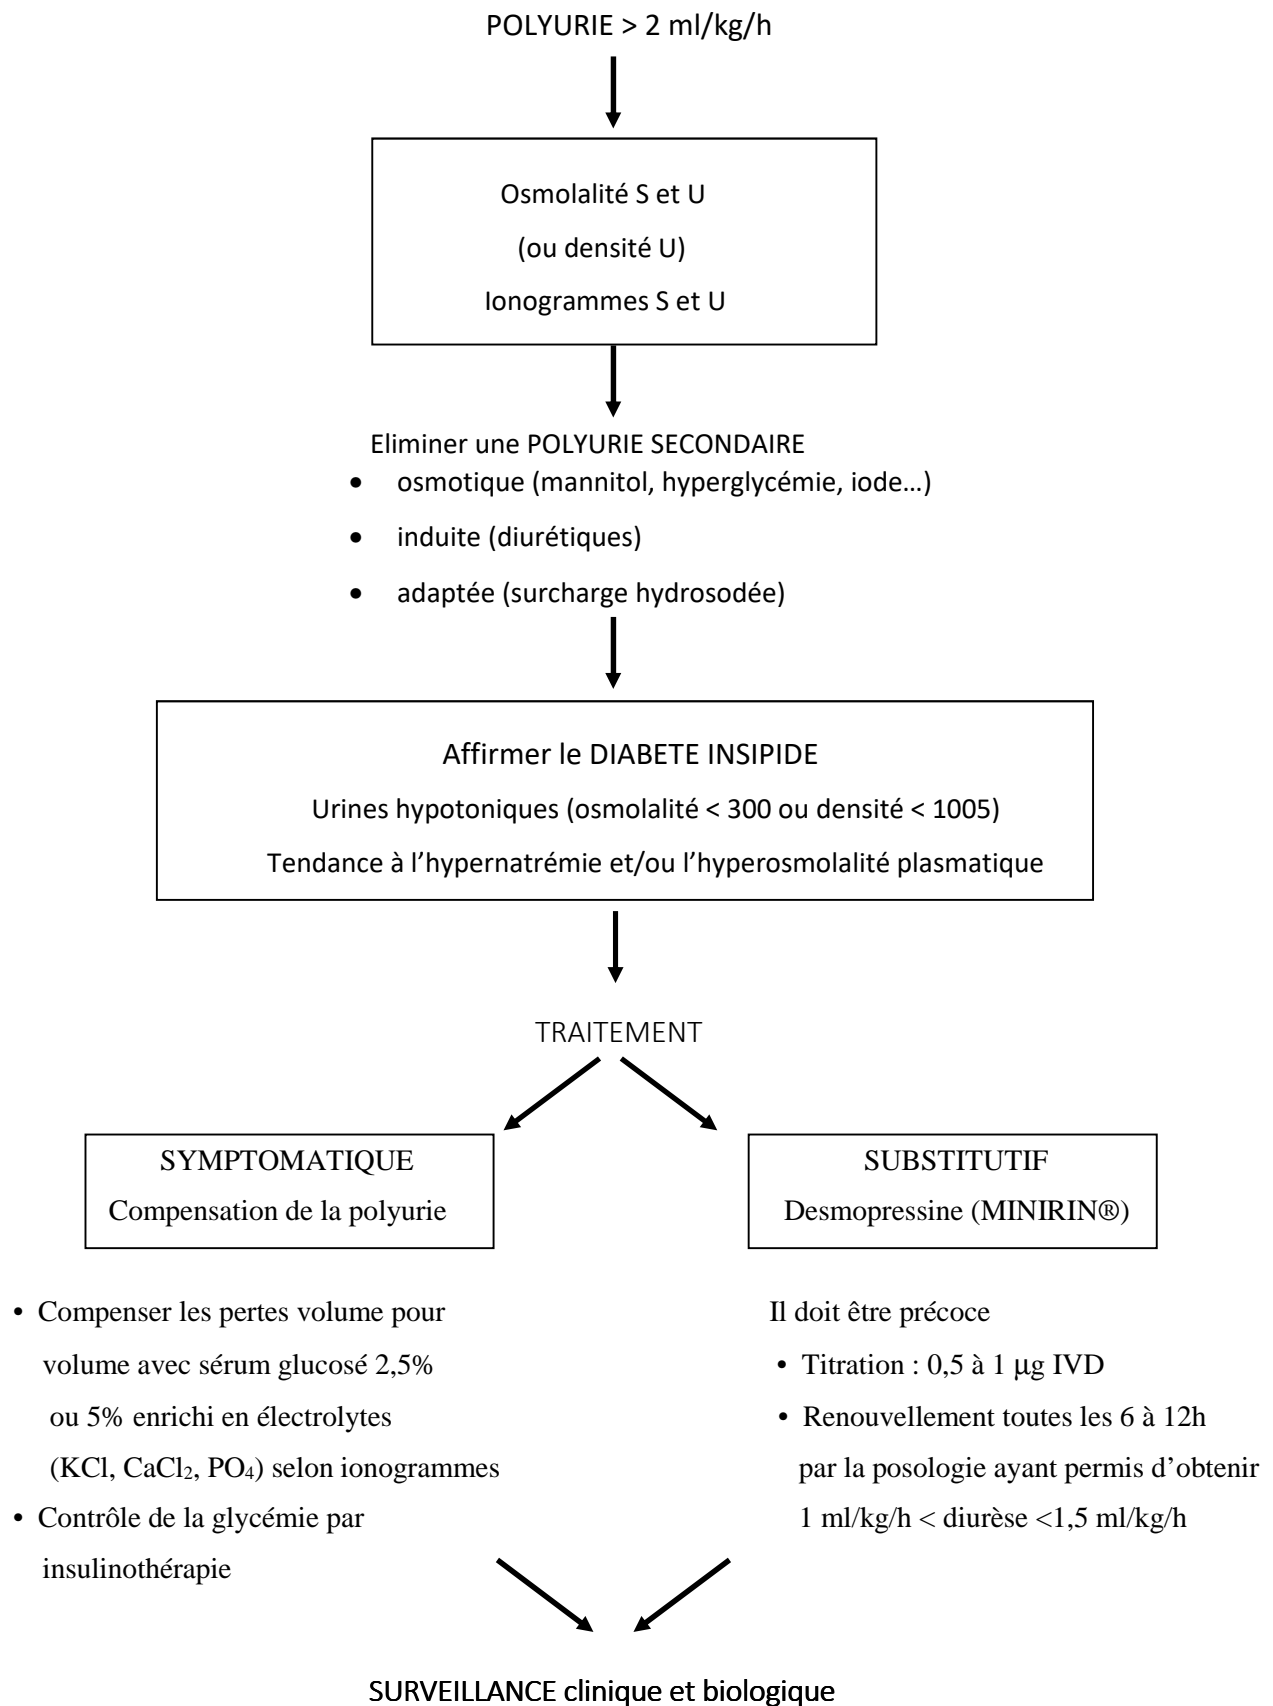 POLYURIE > 2 ml/kg/h
Osmolalité S et U
(ou densité U)
Ionogrammes S et U
Eliminer une POLYURIE SECONDAIRE
• osmotique (mannitol, hyperglycémie, iode…)
• induite (diurétiques)
• adaptée (surcharge hydrosodée)
Affirmer le DIABETE INSIPIDE
Urines hypotoniques (osmolalité < 300 ou densité < 1005)
Tendance à l’hypernatrémie et/ou l’hyperosmolalité plasmatique
TRAITEMENT
SYMPTOMATIQUE
Compensation de la polyurie
• Compenser les pertes volume pour
volume avec sérum glucosé 2,5%
ou 5% enrichi en électrolytes
(KCl, CaCl₂, PO₄) selon ionogrammes
• Contrôle de la glycémie par
insulinothérapie
SUBSTITUTIF
Desmopressine (MINIRIN®)
Il doit être précoce
• Titration : 0,5 à 1 µg IVD
• Renouvellement toutes les 6 à 12h
par la posologie ayant permis d’obtenir
1 ml/kg/h < diurèse <1,5 ml/kg/h
SURVEILLANCE clinique et biologique